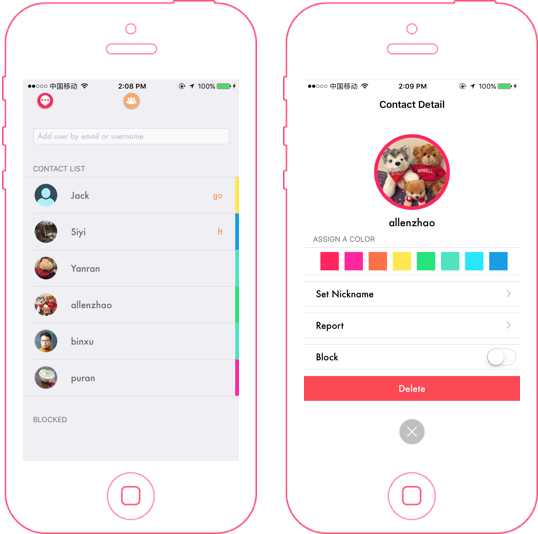 中国移动 2:08 PM 100%
Add user by email or username
CONTACT LIST
Jack go
Siyi fr
Yanran
allenzhao
binxu
puran
BLOCKED
中国移动 2:09 PM 100%
Contact Detail
allenzhao
ASSIGN A COLOR
Set Nickname
Report
Block
Delete